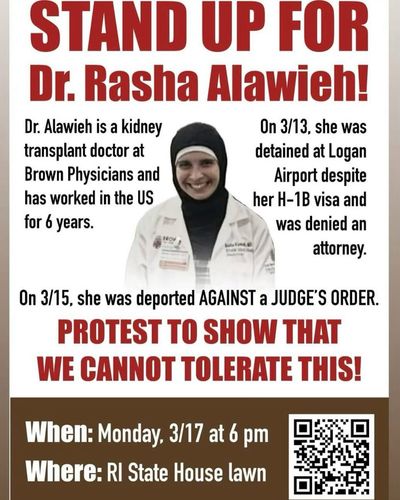 STAND UP FOR
Dr. Rasha Alawieh!
Dr. Alawieh is a kidney
transplant doctor at
Brown Physicians and
has worked in the US
for 6 years.
On 3/13, she was
detained at Logan
Airport despite
her H-1B visa and
was denied an
attorney.
On 3/15, she was deported AGAINST a JUDGE'S ORDER.
PROTEST TO SHOW THAT
WE CANNOT TOLERATE THIS!
When: Monday, 3/17 at 6 pm
Where: RI State House lawn